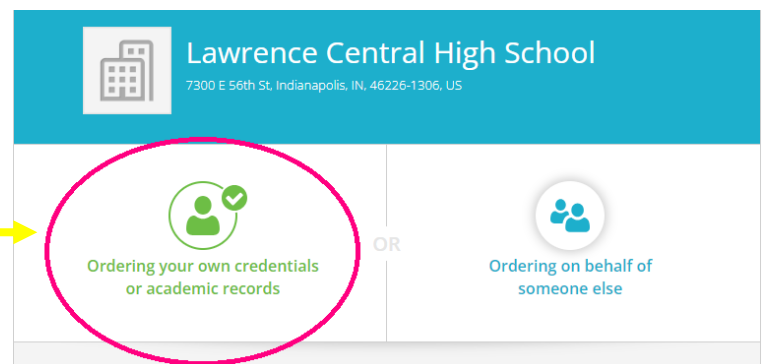 Lawrence Central High School
7300 E 56th St, Indianapolis, IN, 46226-1306, US
Ordering your own credentials
or academic records
OR
Ordering on behalf of
someone else